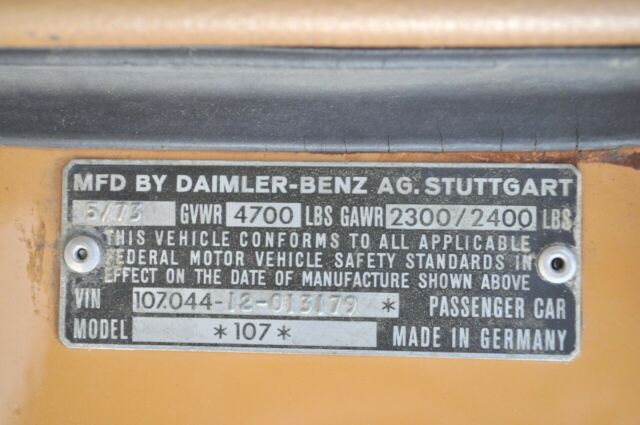 MFD BY DAIMLER-BENZ AG. STUTTGART
5/73 GVWR 4700 LBS GAWR 2300/2400 LBS
THIS VEHICLE CONFORMS TO ALL APPLICABLE
FEDERAL MOTOR VEHICLE SAFETY STANDARDS IN
EFFECT ON THE DATE OF MANUFACTURE SHOWN ABOVE
VIN 107.044-12-013179 * PASSENGER CAR
MODEL *107* MADE IN GERMANY